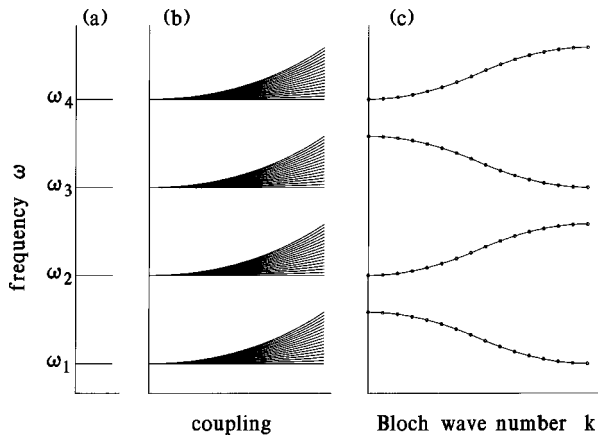 (a) (b) (c)
frequency ω
ω4
ω3
ω2
ω1
coupling
Bloch wave number k